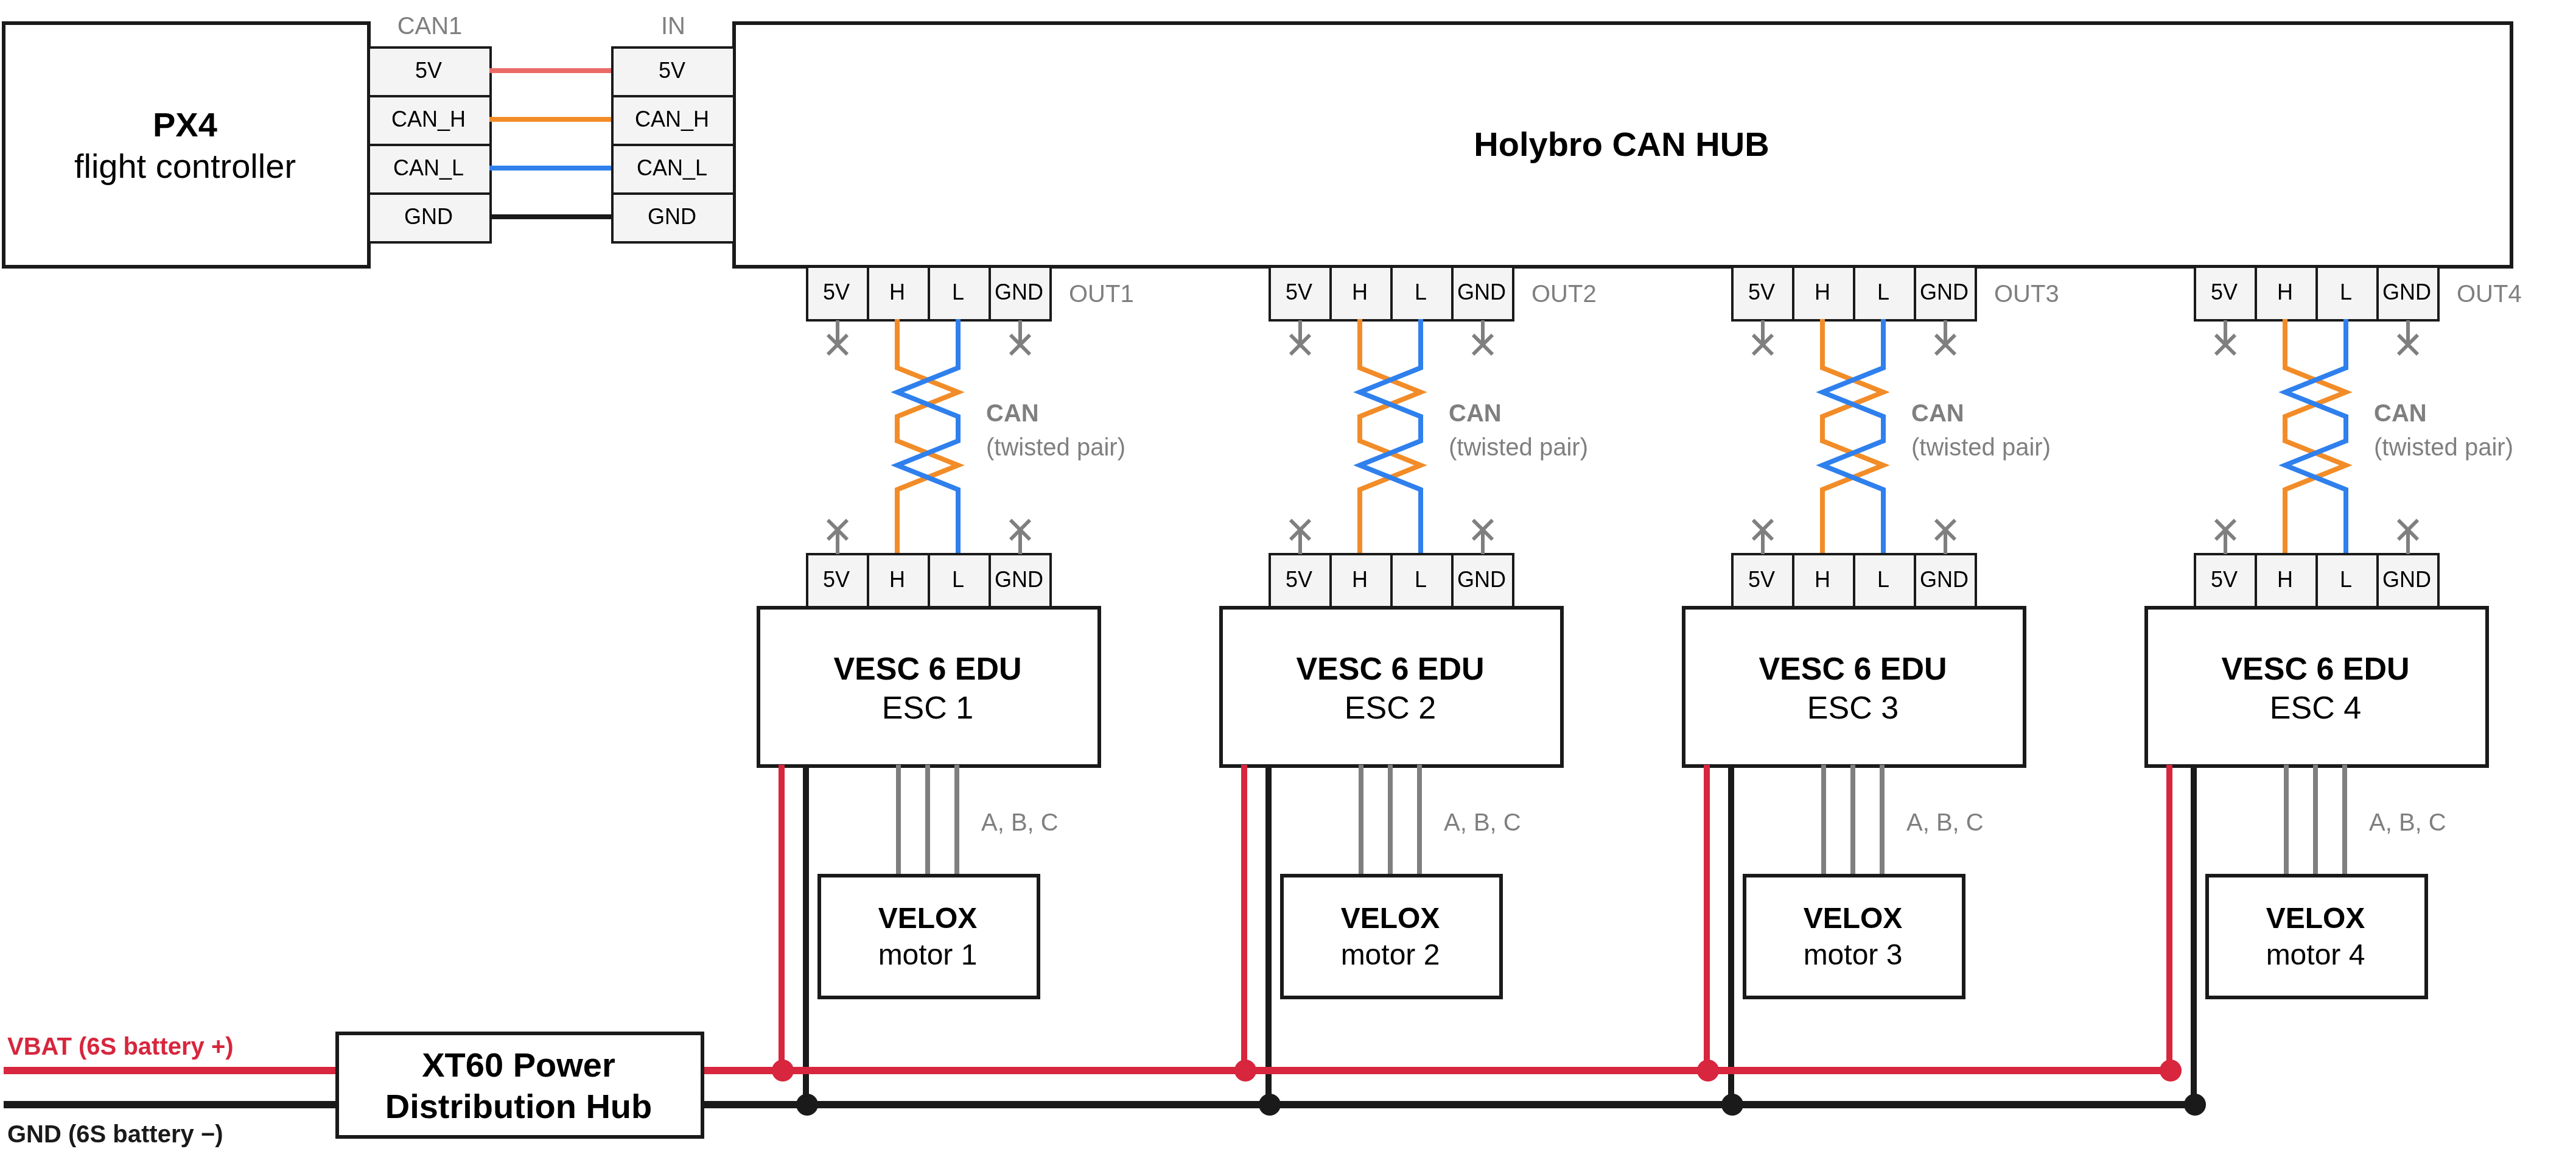 CAN1
IN
5V
CAN_H
CAN_L
GND
5V
CAN_H
CAN_L
GND
PX4
flight controller
Holybro CAN HUB
5V H L GND OUT1
5V H L GND OUT2
5V H L GND OUT3
5V H L GND OUT4
CAN
(twisted pair)
CAN
(twisted pair)
CAN
(twisted pair)
CAN
(twisted pair)
5V H L GND
5V H L GND
5V H L GND
5V H L GND
VESC 6 EDU
ESC 1
VESC 6 EDU
ESC 2
VESC 6 EDU
ESC 3
VESC 6 EDU
ESC 4
A, B, C
A, B, C
A, B, C
A, B, C
VELOX
motor 1
VELOX
motor 2
VELOX
motor 3
VELOX
motor 4
VBAT (6S battery +)
XT60 Power
Distribution Hub
GND (6S battery −)